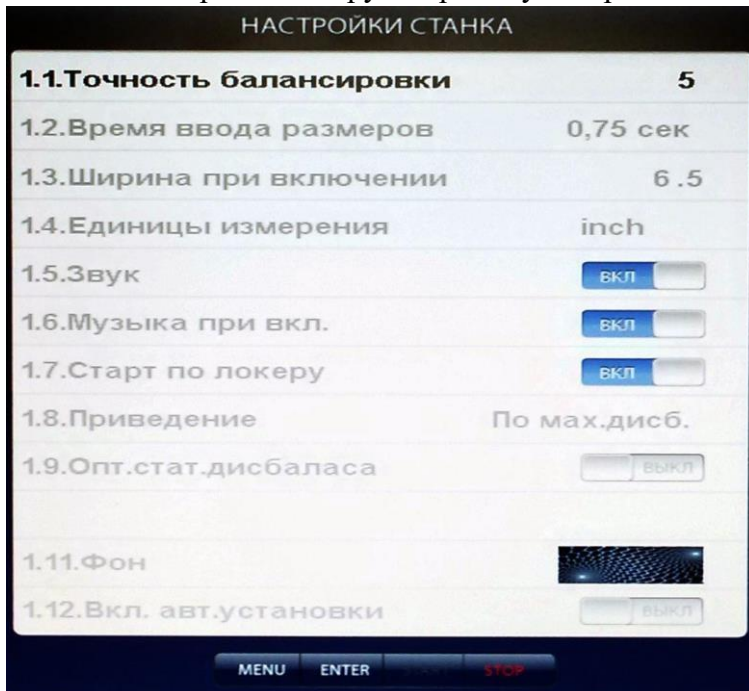 НАСТРОЙКИ СТАНКА
1.1.Точность балансировки 5
1.2.Время ввода размеров 0,75 сек
1.3.Ширина при включении 6 .5
1.4.Единицы измерения inch
1.5.Звук ВКЛ
1.6.Музыка при вкл. ВКЛ
1.7.Старт по локеру ВКЛ
1.8.Приведение По мах.дисб.
1.9.Опт.стат.дисбаласа ВЫКЛ
1.11.Фон
1.12.Вкл. авт.установки ВЫКЛ
MENU ENTER START STOP